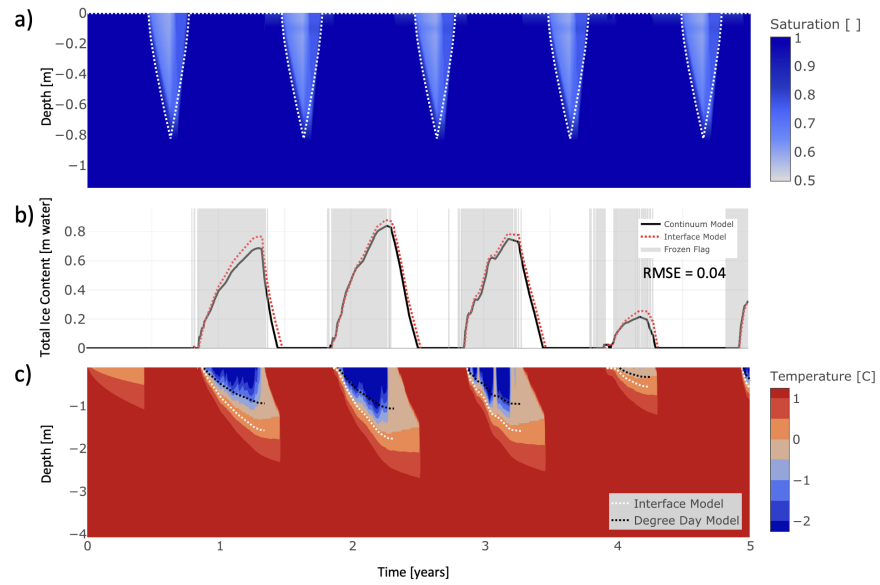 a)
Depth [m]
0
−0.2
−0.4
−0.6
−0.8
−1
Saturation [ ]
1
0.9
0.8
0.7
0.6
0.5
b)
Total Ice Content [m water]
0.8
0.6
0.4
0.2
0
Continuum Model
Interface Model
Frozen Flag
RMSE = 0.04
c)
Depth [m]
−1
−2
−3
−4
Interface Model
Degree Day Model
Temperature [C]
1
0
−1
−2
0
1
2
3
4
5
Time [years]